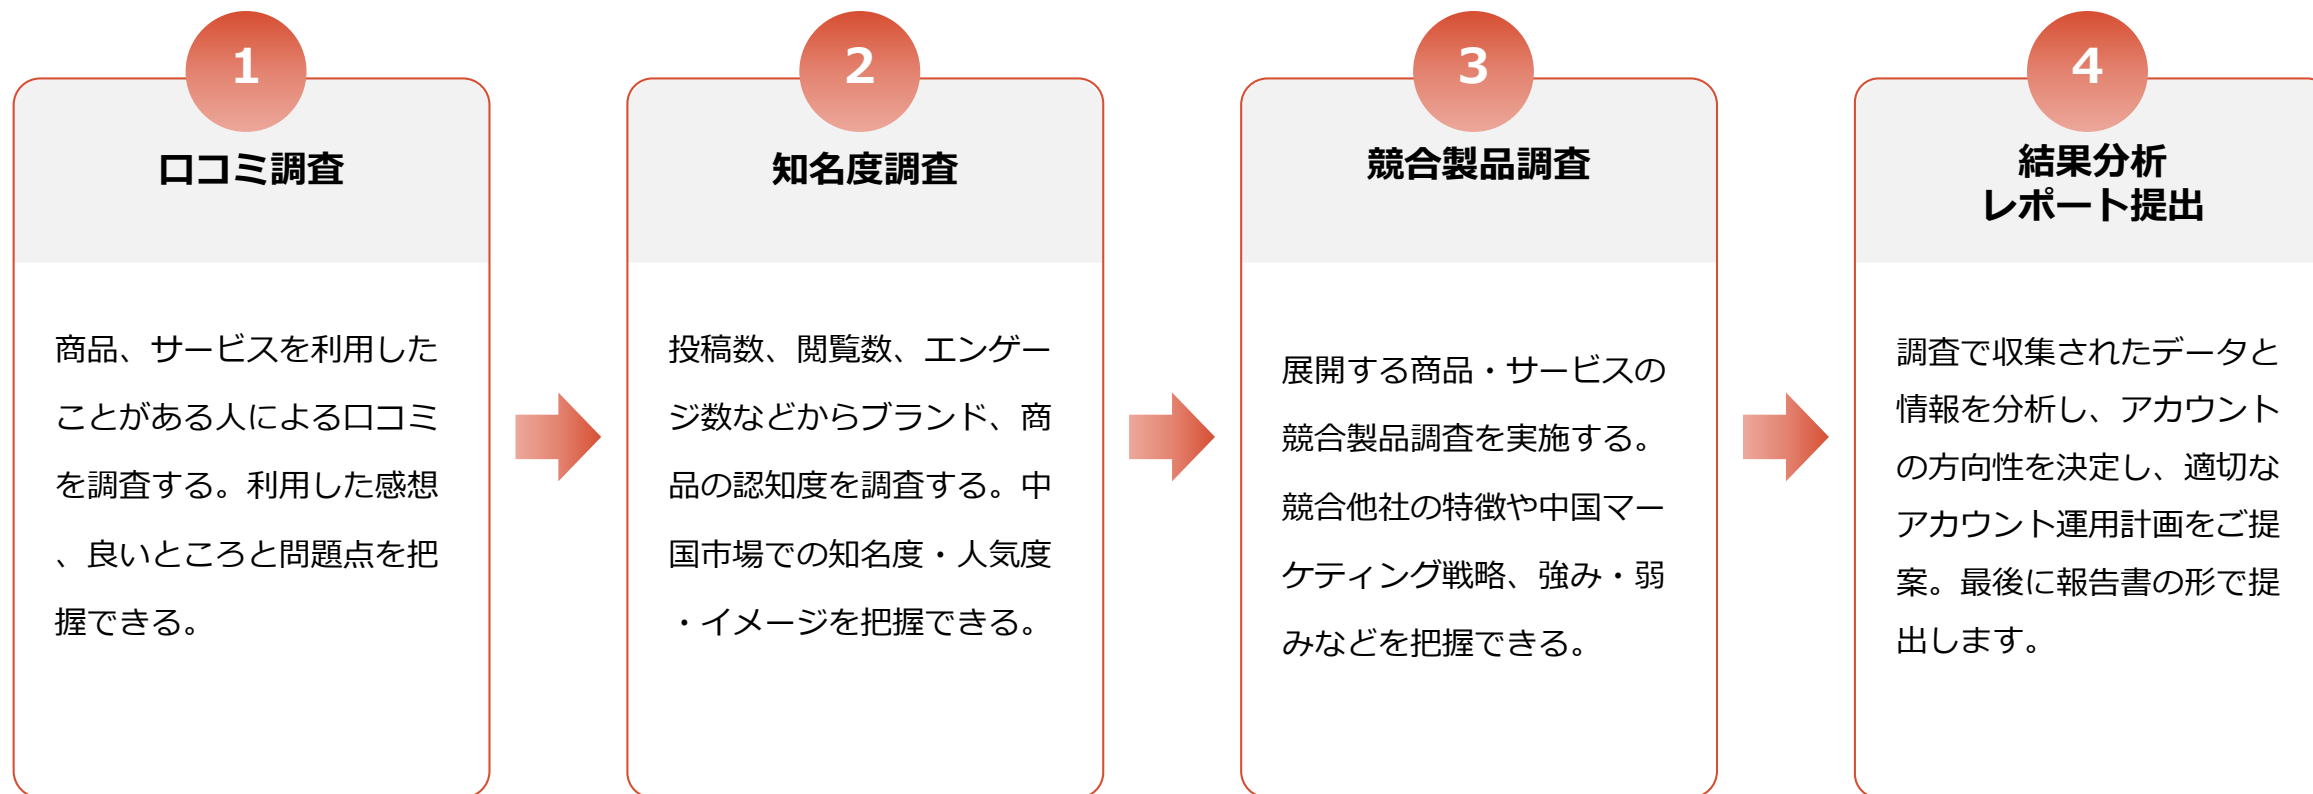 1
口コミ調査
商品、サービスを利用した
ことがある人による口コミ
を調査する。利用した感想
、良いところと問題点を把
握できる。
2
知名度調査
投稿数、閲覧数、エンゲー
ジ数などからブランド、商
品の認知度を調査する。中
国市場での知名度・人気度
・イメージを把握できる。
3
競合製品調査
展開する商品・サービスの
競合製品調査を実施する。
競合他社の特徴や中国マー
ケティング戦略、強み・弱
みなどを把握できる。
4
結果分析
レポート提出
調査で収集されたデータと
情報を分析し、アカウント
の方向性を決定し、適切な
アカウント運用計画をご提
案。最後に報告書の形で提
出します。